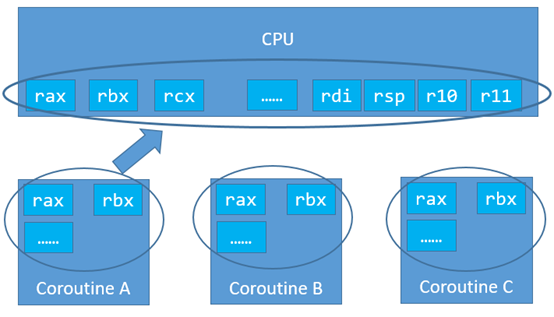 CPU
rax rbx rcx …… rdi rsp r10 r11
rax rbx
……
Coroutine A
rax rbx
……
Coroutine B
rax rbx
……
Coroutine C